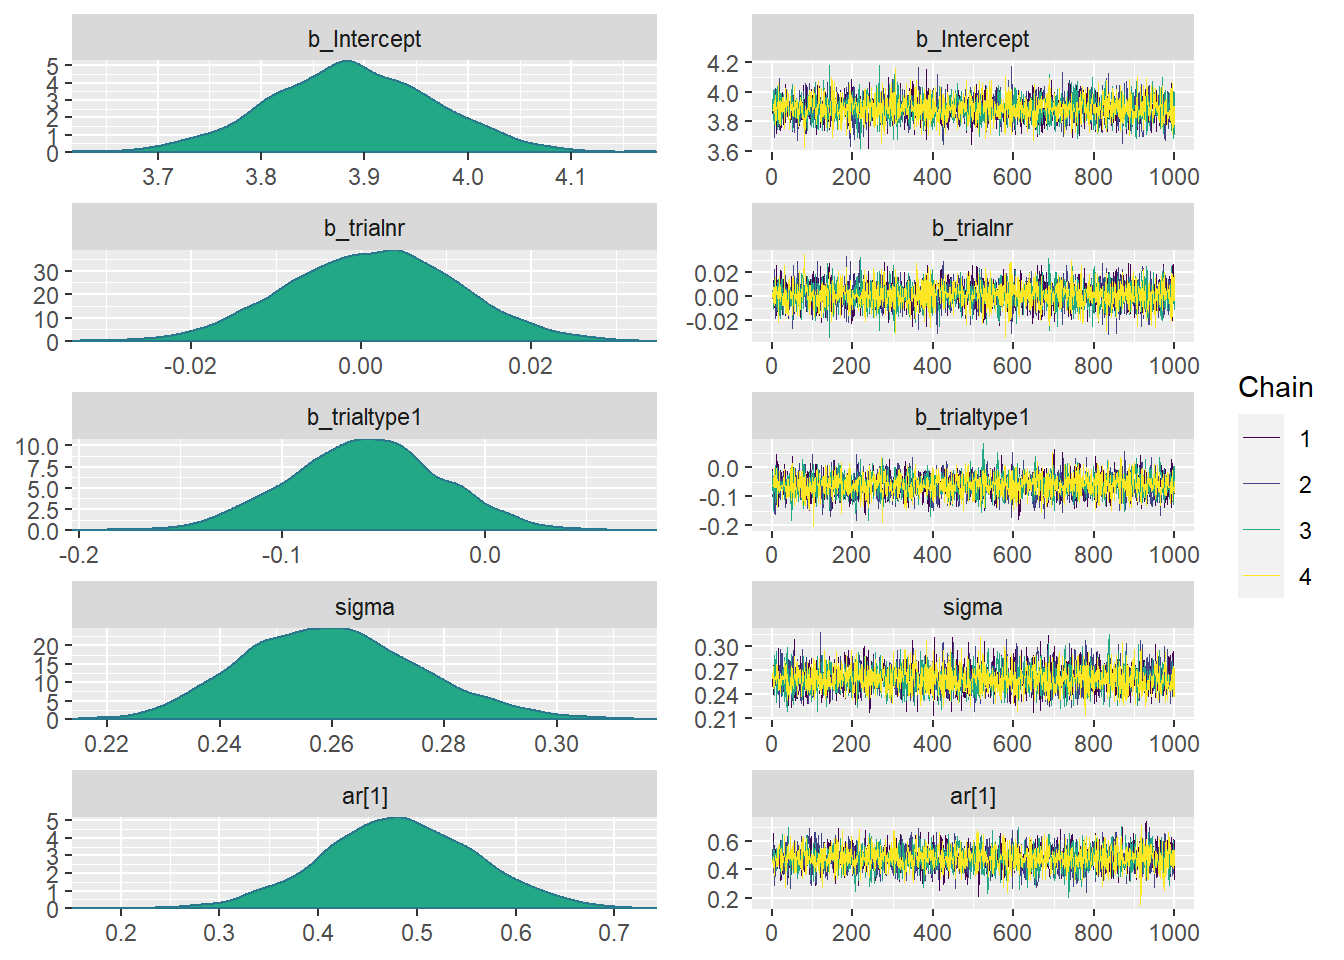 b_Intercept
5
4
3
2
1
0
3.7 3.8 3.9 4.0 4.1
b_Intercept
4.2
4.0
3.8
3.6
0 200 400 600 800 1000
b_trialnr
30
20
10
0
-0.02 0.00 0.02
b_trialnr
0.02
0.00
-0.02
0 200 400 600 800 1000
b_trialtype1
10.0
7.5
5.0
2.5
0.0
-0.2 -0.1 0.0
b_trialtype1
0.0
-0.1
-0.2
0 200 400 600 800 1000
sigma
20
15
10
5
0
0.22 0.24 0.26 0.28 0.30
sigma
0.30
0.27
0.24
0.21
0 200 400 600 800 1000
ar[1]
5
4
3
2
1
0
0.2 0.3 0.4 0.5 0.6 0.7
ar[1]
0.6
0.4
0.2
0 200 400 600 800 1000
Chain
1
2
3
4